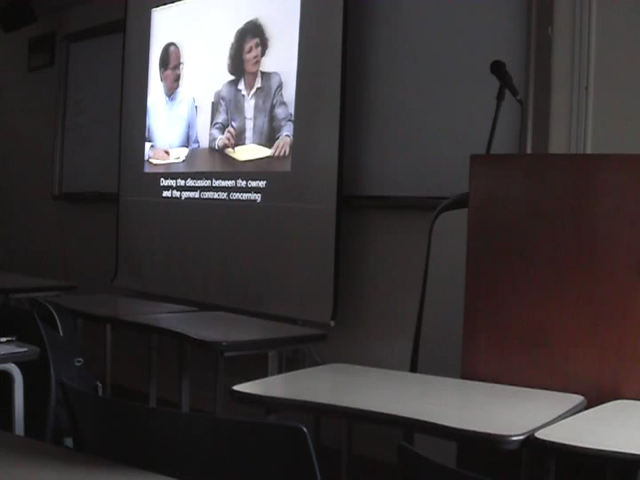 During the discussion between the owner
and the general contractor, concerning